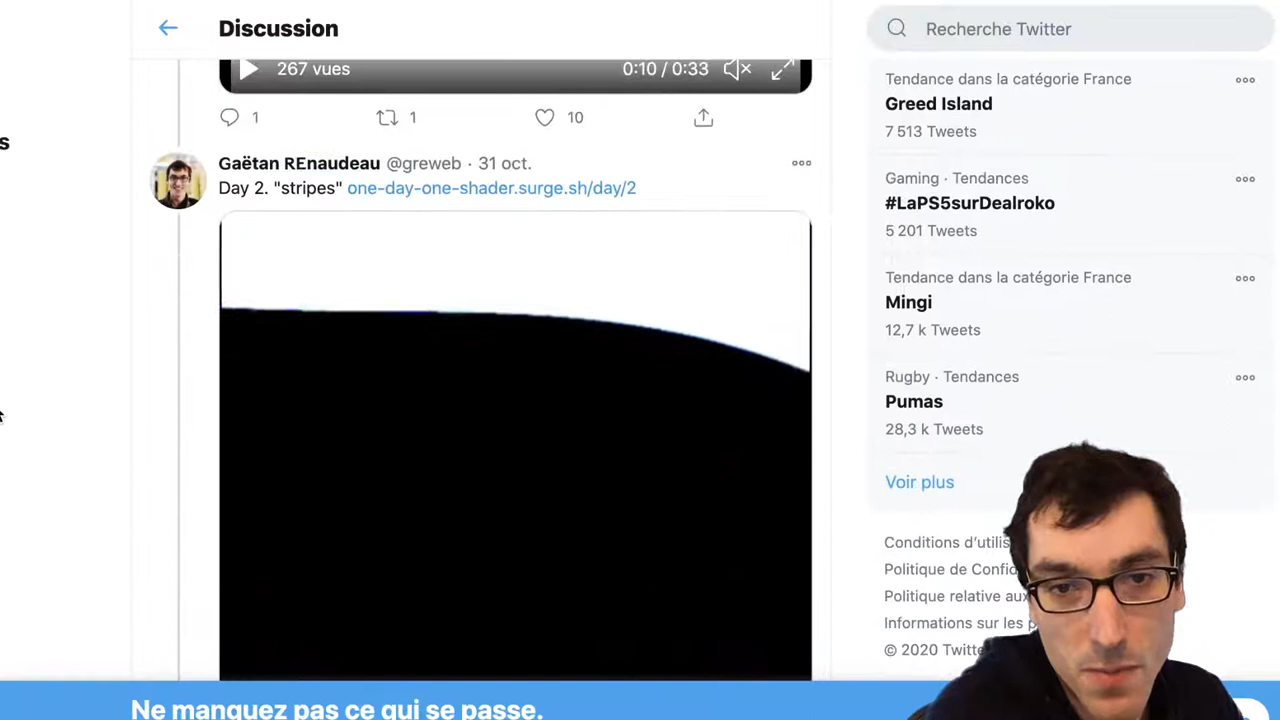 Discussion
Recherche Twitter
267 vues
0:10 / 0:33
1
1
10
Gaëtan REnaudeau @greweb · 31 oct.
Day 2. "stripes" one-day-one-shader.surge.sh/day/2
Tendance dans la catégorie France
Greed Island
7 513 Tweets
Gaming · Tendances
#LaPS5surDealroko
5 201 Tweets
Tendance dans la catégorie France
Mingi
12,7 k Tweets
Rugby · Tendances
Pumas
28,3 k Tweets
Voir plus
Conditions d'utilis
Politique de Confid
Politique relative aux
Informations sur les p
© 2020 Twitte
Ne manquez pas ce qui se passe.
s